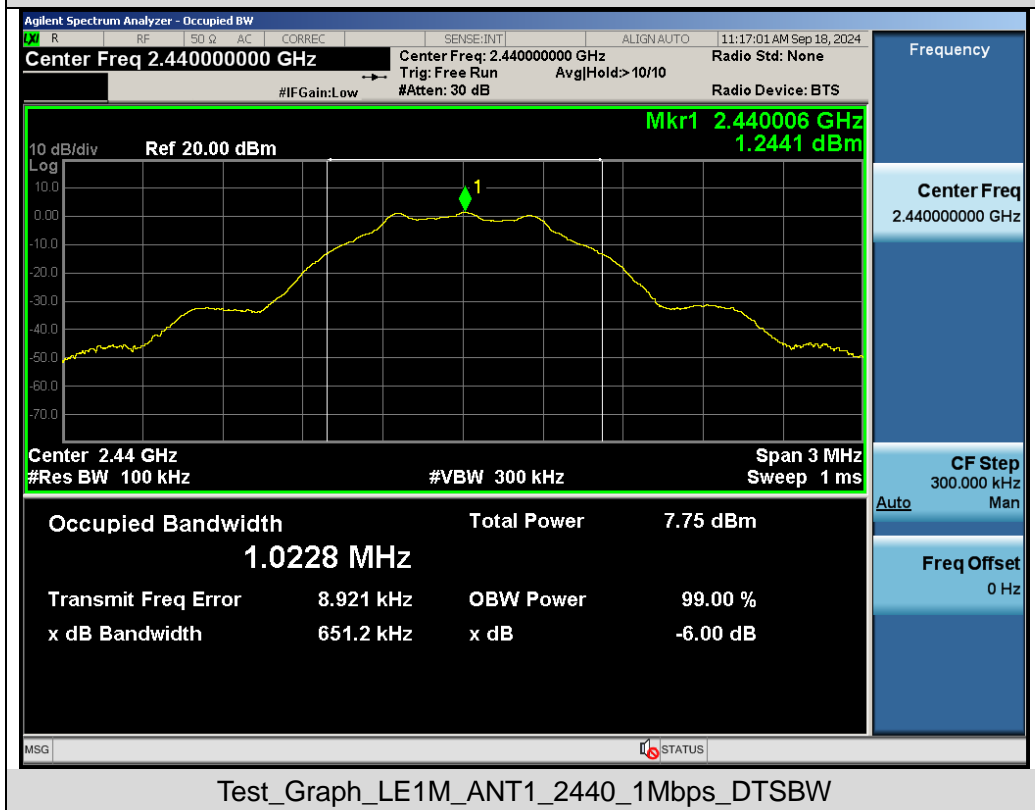 Agilent Spectrum Analyzer - Occupied BW
LXI R RF 50 Ω AC CORREC SENSE:INT ALIGN AUTO 11:17:01 AM Sep 18, 2024
Center Freq 2.440000000 GHz Center Freq: 2.440000000 GHz Radio Std: None
Trig: Free Run Avg|Hold:> 10/10
#IFGain:Low #Atten: 30 dB Radio Device: BTS
Frequency
Mkr1 2.440006 GHz
1.2441 dBm
10 dB/div Ref 20.00 dBm
Log
10.0
0.00
-10.0
-20.0
-30.0
-40.0
-50.0
-60.0
-70.0
1
Center 2.44 GHz Span 3 MHz
#Res BW 100 kHz #VBW 300 kHz Sweep 1 ms
Center Freq
2.440000000 GHz
CF Step
300.000 kHz
Auto Man
Freq Offset
0 Hz
Occupied Bandwidth Total Power 7.75 dBm
1.0228 MHz
Transmit Freq Error 8.921 kHz OBW Power 99.00 %
x dB Bandwidth 651.2 kHz x dB -6.00 dB
MSG STATUS
Test_Graph_LE1M_ANT1_2440_1Mbps_DTSBW